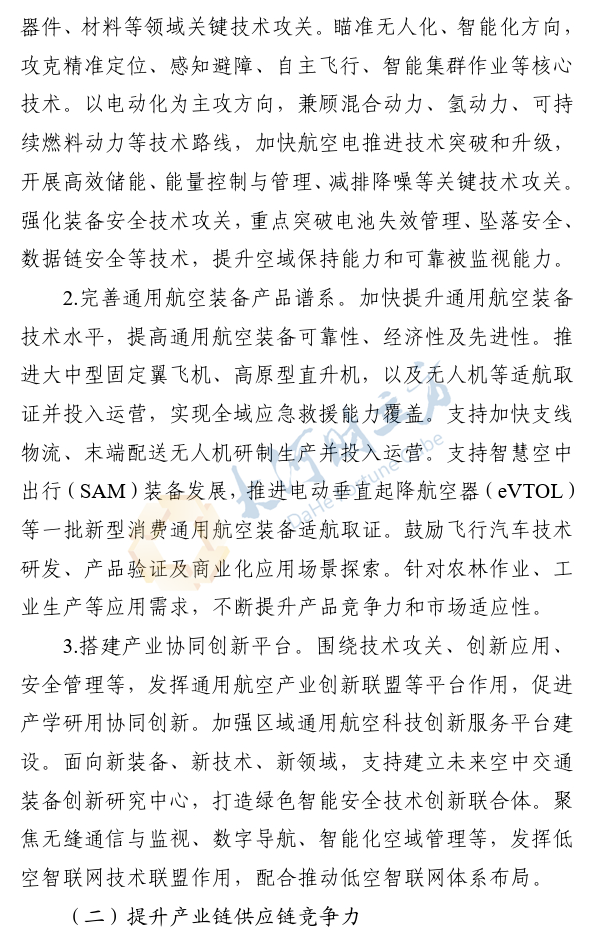 器件、材料等领域关键技术攻关。瞄准无人化、智能化方向，
攻克精准定位、感知避障、自主飞行、智能集群作业等核心
技术。以电动化为主攻方向，兼顾混合动力、氢动力、可持
续燃料动力等技术路线，加快航空电推进技术突破和升级，
开展高效储能、能量控制与管理、减排降噪等关键技术攻关。
强化装备安全技术攻关，重点突破电池失效管理、坠落安全、
数据链安全等技术，提升空域保持能力和可靠被监视能力。
2.完善通用航空装备产品谱系。加快提升通用航空装备
技术水平，提高通用航空装备可靠性、经济性及先进性。推
进大中型固定翼飞机、高原型直升机，以及无人机等适航取
证并投入运营，实现全域应急救援能力覆盖。支持加快支线
物流、末端配送无人机研制生产并投入运营。支持智慧空中
出行（SAM）装备发展，推进电动垂直起降航空器（eVTOL）
等一批新型消费通用航空装备适航取证。鼓励飞行汽车技术
研发、产品验证及商业化应用场景探索。针对农林作业、工
业生产等应用需求，不断提升产品竞争力和市场适应性。
3.搭建产业协同创新平台。围绕技术攻关、创新应用、
安全管理等，发挥通用航空产业创新联盟等平台作用，促进
产学研用协同创新。加强区域通用航空科技创新服务平台建
设。面向新装备、新技术、新领域，支持建立未来空中交通
装备创新研究中心，打造绿色智能安全技术创新联合体。聚
焦无缝通信与监视、数字导航、智能化空域管理等，发挥低
空智联网技术联盟作用，配合推动低空智联网体系布局。
（二）提升产业链供应链竞争力
大河财立方
DaHe Fortune Cube